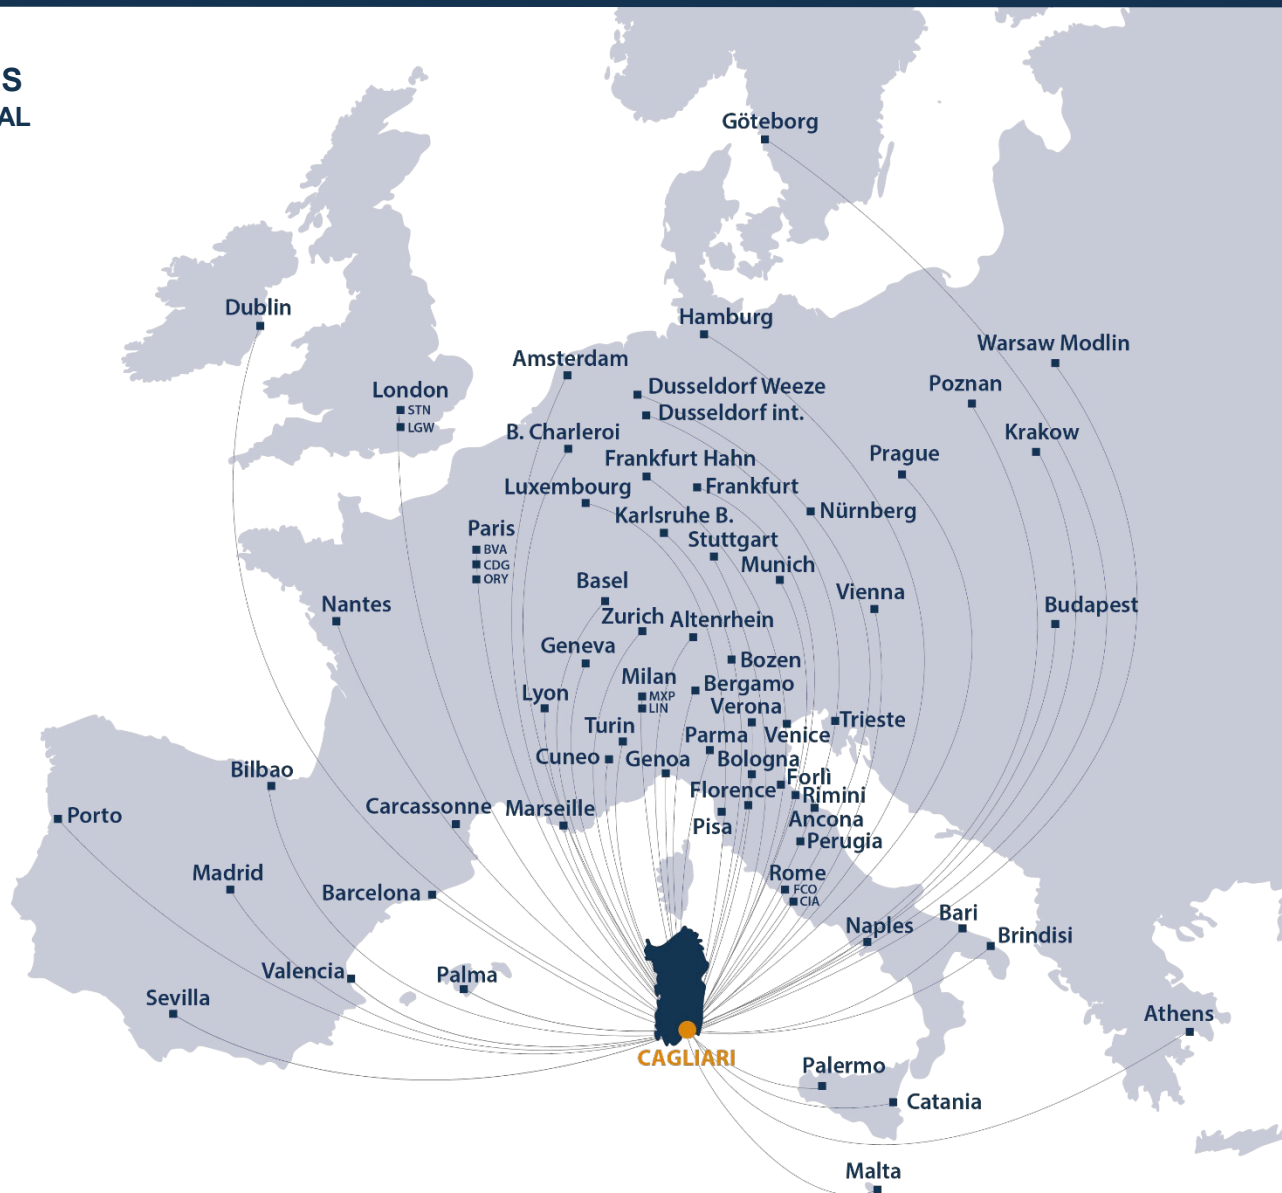 S
AL
Göteborg
Dublin
Hamburg
Warsaw Modlin
Amsterdam
Dusseldorf Weeze
Poznan
London
STN
LGW
Dusseldorf int.
B. Charleroi
Krakow
Frankfurt Hahn
Prague
Luxembourg
Frankfurt
Karlsruhe B.
Nürnberg
Paris
BVA
CDG
ORY
Stuttgart
Munich
Basel
Vienna
Nantes
Zurich
Altenrhein
Budapest
Geneva
Bozen
Milan
MXP
LIN
Bergamo
Lyon
Verona
Turin
Parma
Venice
Trieste
Cuneo
Genoa
Bologna
Bilbao
Forlì
Florence
Rimini
Porto
Carcassonne
Marseille
Ancona
Pisa
Perugia
Madrid
Barcelona
Rome
FCO
CIA
Naples
Bari
Brindisi
Valencia
Palma
Sevilla
Athens
CAGLIARI
Palermo
Catania
Malta